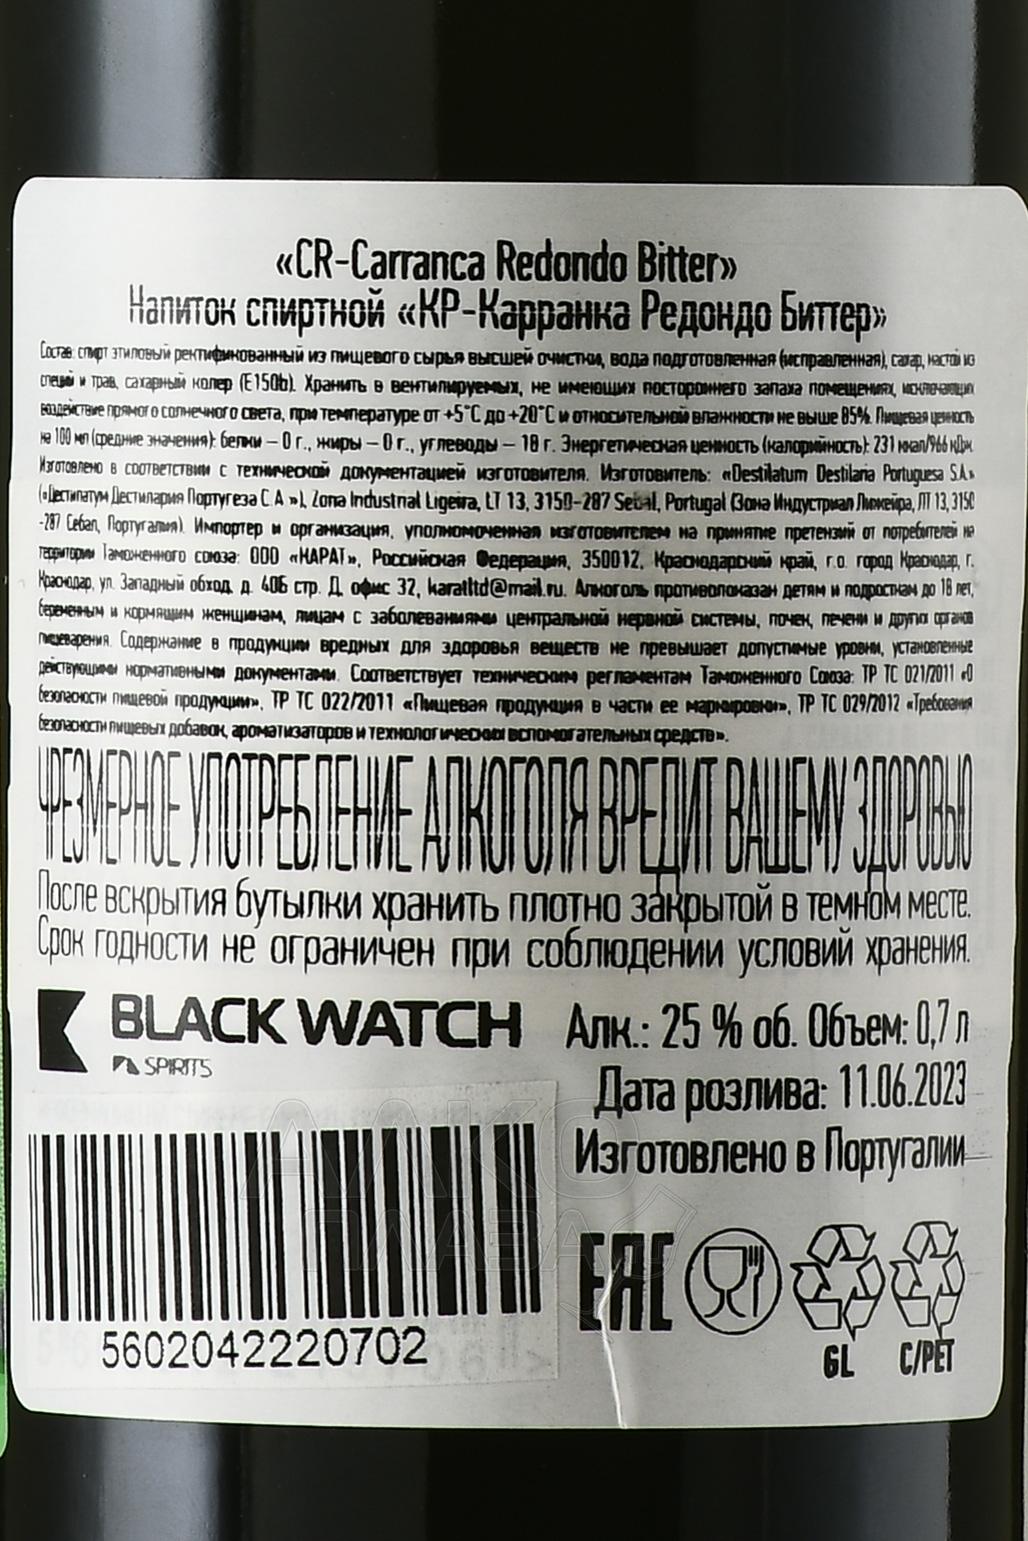 «CR-Carranca Redondo Bitter»
Напиток спиртной «КР-Карранка Редондо Биттер»
Состав: спирт этиловый ректификованный из пищевого сырья высшей очистки, вода подготовленная (исправленная), сахар, настои из
специй и трав, сахарный колер (E150b). Хранить в вентилируемых, не имеющих постороннего запаха помещениях, исключающих
воздействие прямого солнечного света, при температуре от +5°C до +20°C и относительной влажности не выше 85%. Пищевая ценность
на 100 мл (средние значения): белки – 0 г., жиры – 0 г., углеводы – 18 г. Энергетическая ценность (калорийность): 231 ккал/966 кДж.
Изготовлено в соответствии с технической документацией изготовителя. Изготовитель: «Destilatum Destilaria Portuguesa S.A.»
(«Дестилатум Дестилария Португеза С.А.»), Zona Industrial Ligeira, LT 13, 3150-287 Sebal, Portugal (Зона Индустриал Лижейра, ЛТ 13, 3150
-287 Себал, Португалия). Импортер и организация, уполномоченная изготовителем на принятие претензий от потребителей на
территории Таможенного союза: ООО «КАРАТ», Российская Федерация, 350012, Краснодарский край, г.о. город Краснодар, г.
Краснодар, ул. Западный обход, д. 40Б стр. Д, офис 32, karatltd@mail.ru. Алкоголь противопоказан детям и подросткам до 18 лет,
беременным и кормящим женщинам, лицам с заболеваниями центральной нервной системы, почек, печени и других органов
пищеварения. Содержание в продукции вредных для здоровья веществ не превышает допустимые уровни, установленные
действующими нормативными документами. Соответствует техническим регламентам Таможенного Союза: ТР ТС 021/2011 «О
безопасности пищевой продукции», ТР ТС 022/2011 «Пищевая продукция в части ее маркировки», ТР ТС 029/2012 «Требования
безопасности пищевых добавок, ароматизаторов и технологических вспомогательных средств».
ЧРЕЗМЕРНОЕ УПОТРЕБЛЕНИЕ АЛКОГОЛЯ ВРЕДИТ ВАШЕМУ ЗДОРОВЬЮ
После вскрытия бутылки хранить плотно закрытой в темном месте.
Срок годности не ограничен при соблюдении условий хранения.
BLACK WATCH
SPIRITS
Алк.: 25 % об. Объем: 0,7 л
Дата розлива: 11.06.2023
Изготовлено в Португалии
АЛКО
ПЛАЗА
EAC
5602042220702
GL
C/PET